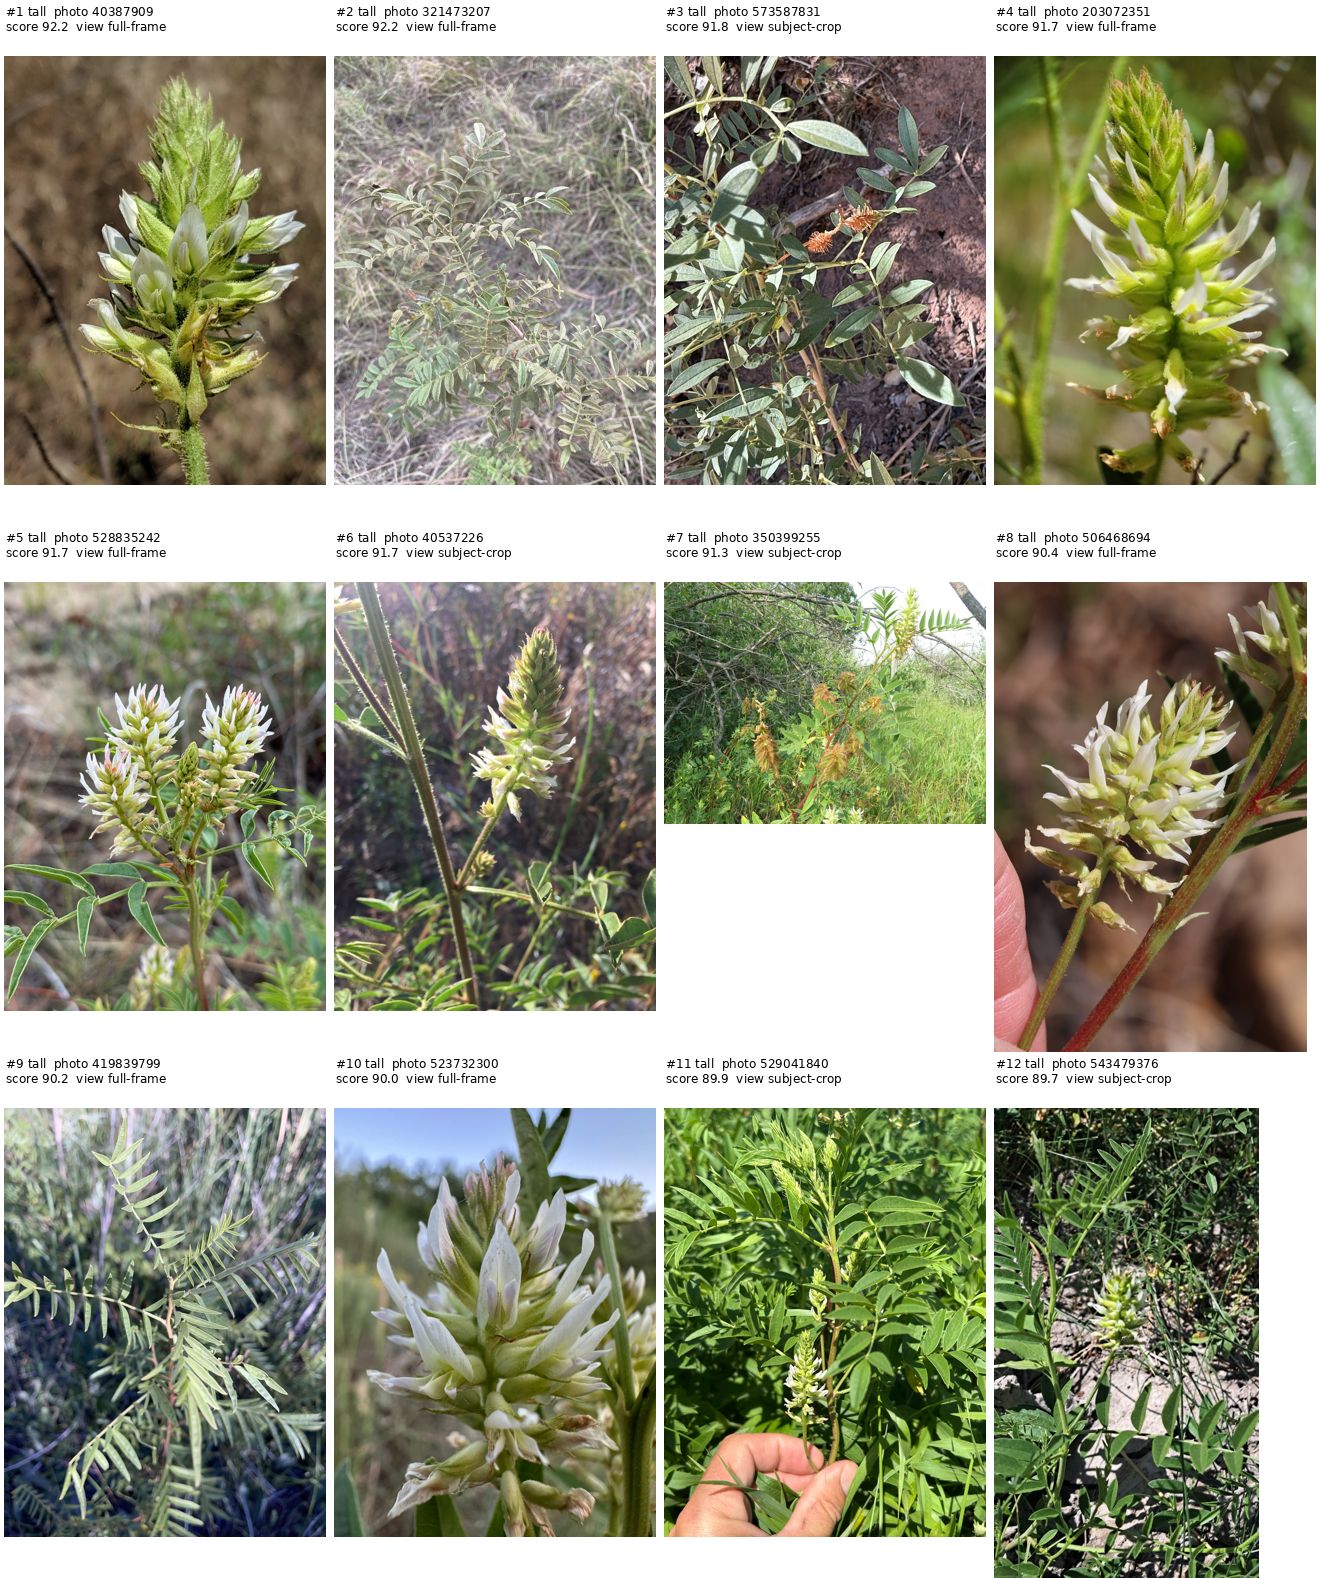 #1 tall  photo 40387909
score 92.2  view full-frame
#2 tall  photo 321473207
score 92.2  view full-frame
#3 tall  photo 573587831
score 91.8  view subject-crop
#4 tall  photo 203072351
score 91.7  view full-frame
#5 tall  photo 528835242
score 91.7  view full-frame
#6 tall  photo 40537226
score 91.7  view subject-crop
#7 tall  photo 350399255
score 91.3  view subject-crop
#8 tall  photo 506468694
score 90.4  view full-frame
#9 tall  photo 419839799
score 90.2  view full-frame
#10 tall  photo 523732300
score 90.0  view full-frame
#11 tall  photo 529041840
score 89.9  view subject-crop
#12 tall  photo 543479376
score 89.7  view subject-crop